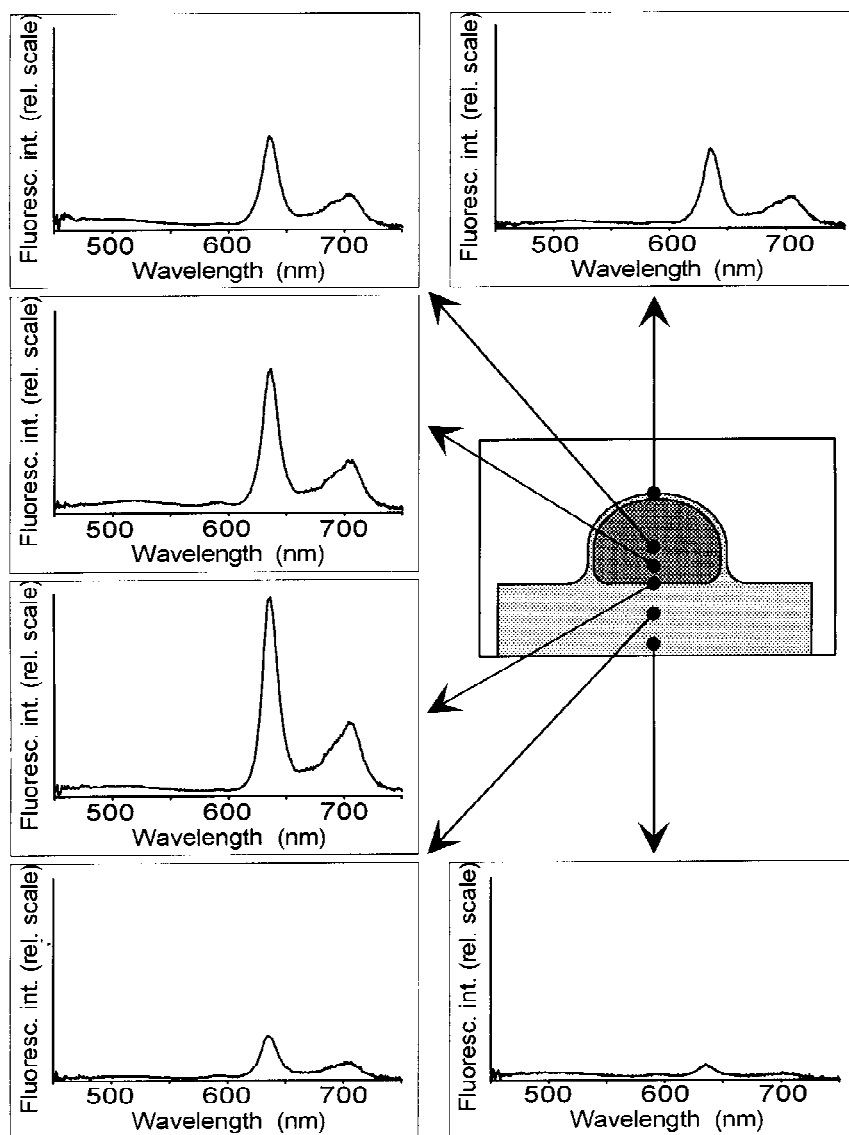 Fluoresc. int. (rel. scale)
500 600 700
Wavelength (nm)
Fluoresc. int. (rel. scale)
500 600 700
Wavelength (nm)
Fluoresc. int. (rel. scale)
500 600 700
Wavelength (nm)
Fluoresc. int. (rel. scale)
500 600 700
Wavelength (nm)
Fluoresc. int. (rel. scale)
500 600 700
Wavelength (nm)
Fluoresc. int. (rel. scale)
500 600 700
Wavelength (nm)